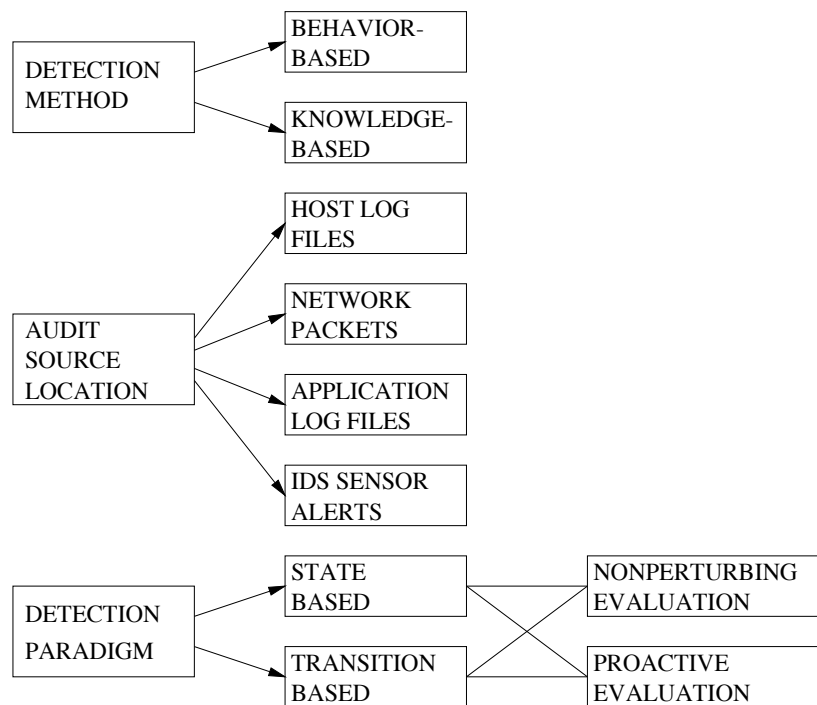 DETECTION
METHOD
BEHAVIOR-
BASED
KNOWLEDGE-
BASED
AUDIT
SOURCE
LOCATION
HOST LOG
FILES
NETWORK
PACKETS
APPLICATION
LOG FILES
IDS SENSOR
ALERTS
DETECTION
PARADIGM
STATE
BASED
TRANSITION
BASED
NONPERTURBING
EVALUATION
PROACTIVE
EVALUATION